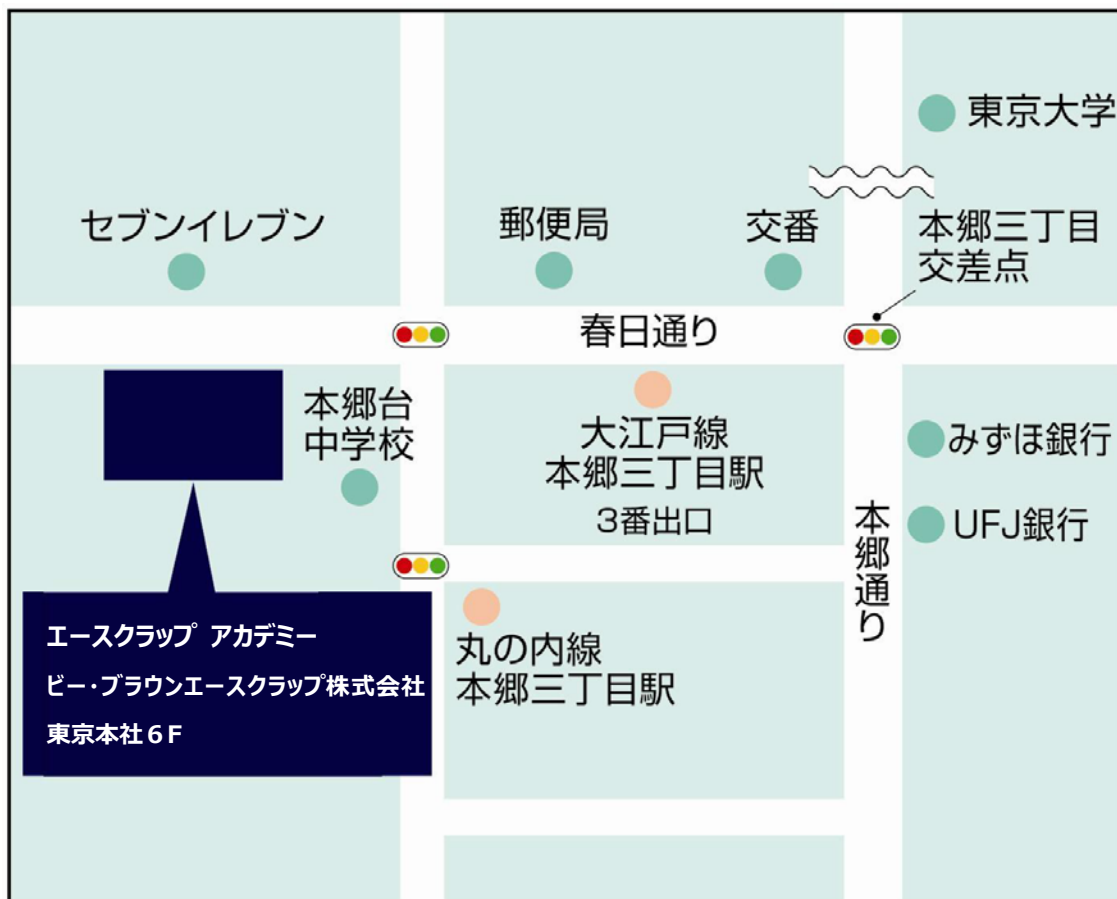 東京大学
セブンイレブン
郵便局
交番
本郷三丁目
交差点
春日通り
本郷台
中学校
大江戸線
本郷三丁目駅
3番出口
みずほ銀行
UFJ銀行
本郷通り
丸の内線
本郷三丁目駅
エースクラップ アカデミー
ビー・ブラウンエースクラップ株式会社
東京本社6F